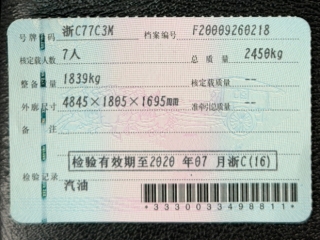 号牌号码 浙C77C3M 档案编号 F20009260218
核定载人数 7人 总质量 2450kg
整备质量 1839kg 核定载质量 --
外廓尺寸 4845×1805×1695mm 准牵引总质量 --
备注
检验有效期至2020 年07 月浙C(16)
检验记录 汽油
*3330033498811*